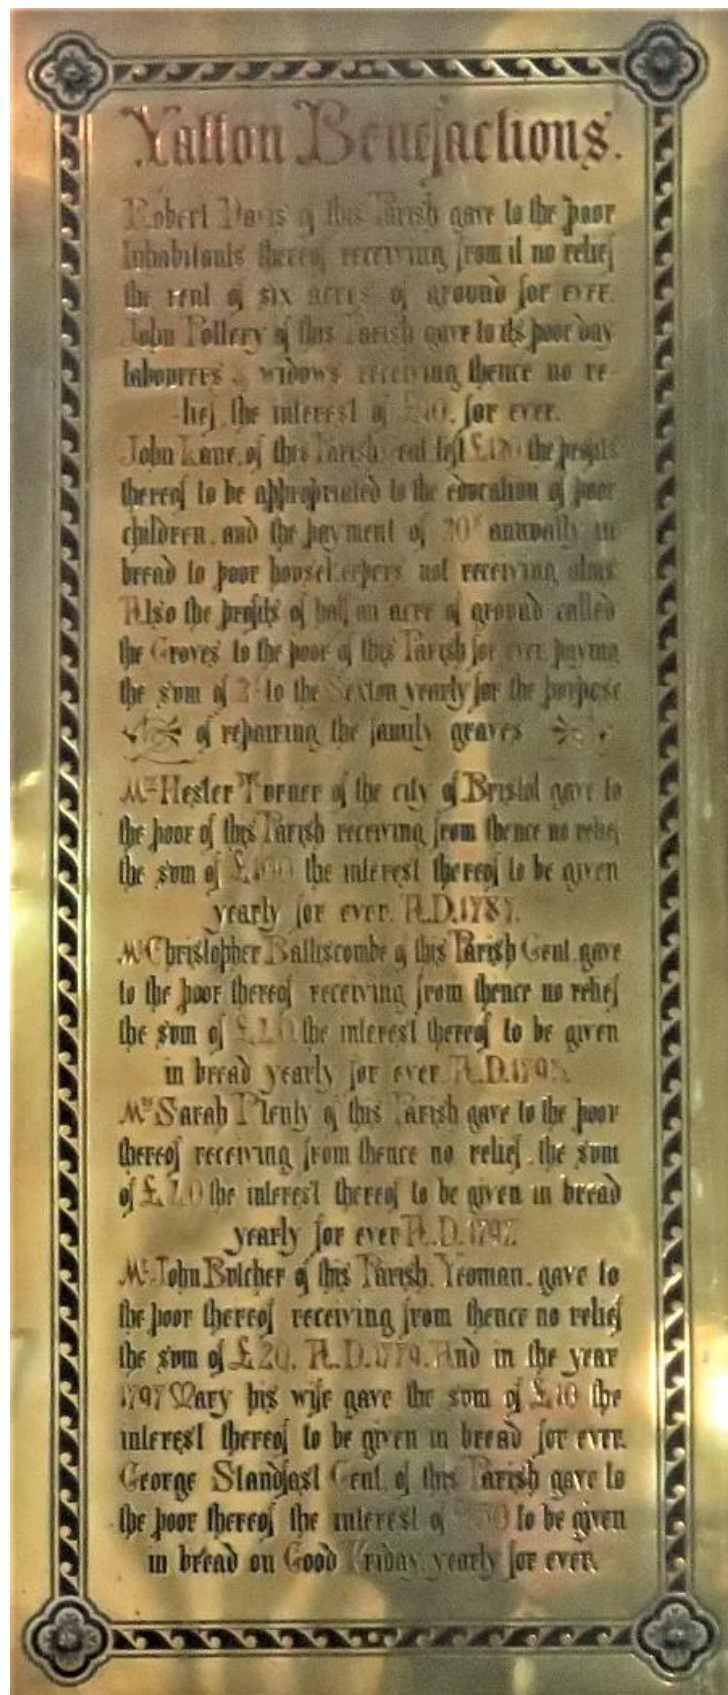 Yatton Benefactions.
Robert Davis of this Parish gave to the poor
Inhabitants thereof receiving from it no relief
the rent of six acres of ground for ever.
John Pollery of this Parish gave to its poor day
labourers & widows receiving thence no re-
lief, the interest of £40, for ever.
John Lane, of this Parish left £120 the profits
thereof to be appropriated to the education of poor
children, and the payment of 20s annually in
bread to poor housekeepers not receiving alms
Also the profits of half an acre of ground called
the Groves to the poor of this Parish for ever paying
the sum of 2s to the Sexton yearly for the purpose
of repairing the family graves
Mrs Hester Turner of the city of Bristol gave to
the poor of this Parish receiving from thence no relief
the sum of the interest thereof to be given
yearly for ever. A.D. 1787.
Mr Christopher Balliscombe of this Parish Gent. gave
to the poor thereof receiving from thence no relief
the sum of £20 the interest thereof to be given
in bread yearly for ever A.D.
Mrs Sarah Plenty of this Parish gave to the poor
thereof receiving from thence no relief, the sum
of £20 the interest thereof to be given in bread
yearly for ever A.D. 1797.
Mr John Butcher of this Parish, Yeoman, gave to
the poor thereof receiving from thence no relief
the sum of £20. A.D. 1779. And in the year
1797 Mary his wife gave the sum of £10 the
interest thereof to be given in bread for ever.
George Standfast Gent. of this Parish gave to
the poor thereof the interest of to be given
in bread on Good Friday, yearly for ever.